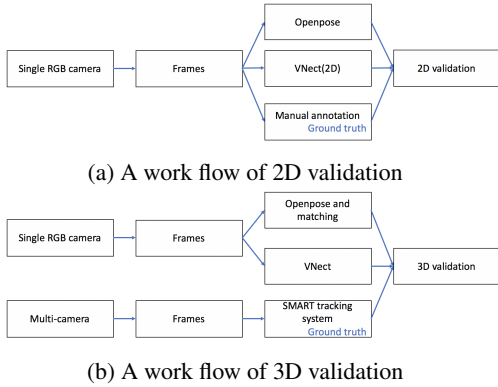 Openpose
Single RGB camera
Frames
VNect(2D)
2D validation
Manual annotation
Ground truth
(a) A work flow of 2D validation
Openpose and
matching
Single RGB camera
Frames
VNect
3D validation
Multi-camera
Frames
SMART tracking
system
Ground truth
(b) A work flow of 3D validation